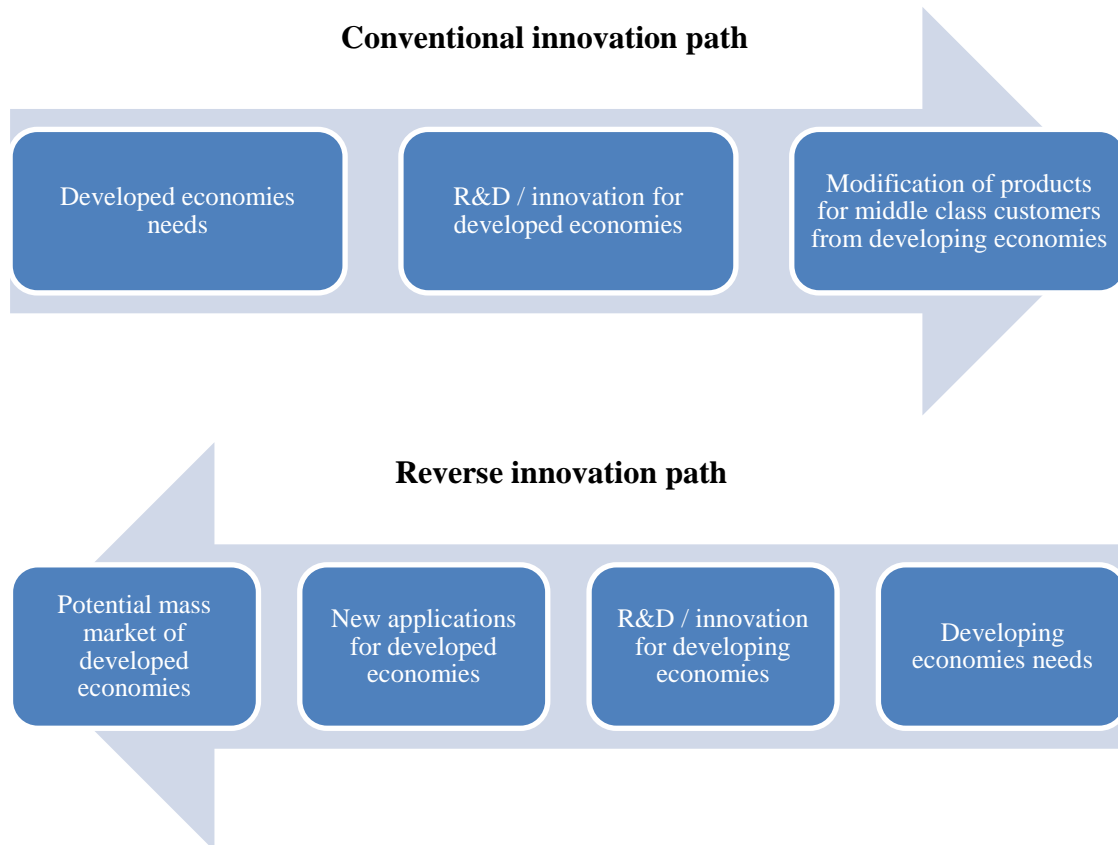 Conventional innovation path
Developed economies
needs
R&D / innovation for
developed economies
Modification of products
for middle class customers
from developing economies
Reverse innovation path
Potential mass
market of
developed
economies
New applications
for developed
economies
R&D / innovation
for developing
economies
Developing
economies needs